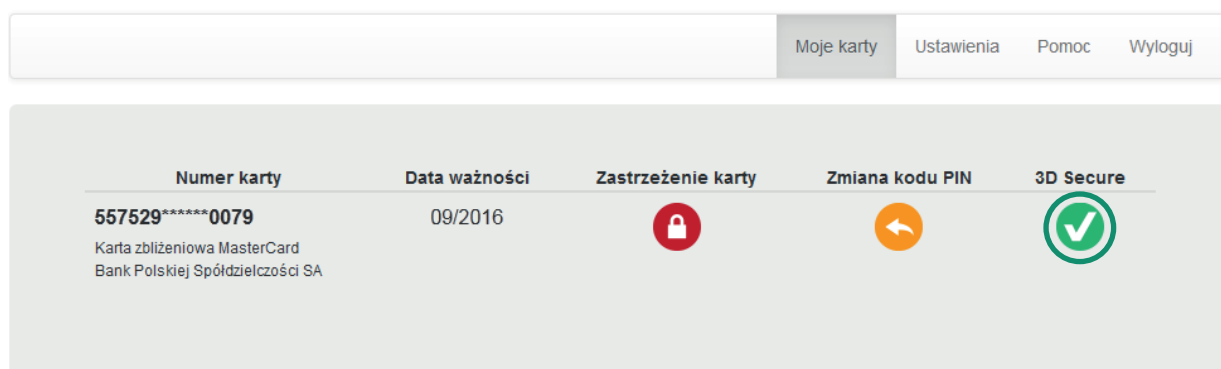 Moje karty Ustawienia Pomoc Wyloguj
Numer karty Data ważności Zastrzeżenie karty Zmiana kodu PIN 3D Secure
557529******0079 09/2016
Karta zbliżeniowa MasterCard
Bank Polskiej Spółdzielczości SA